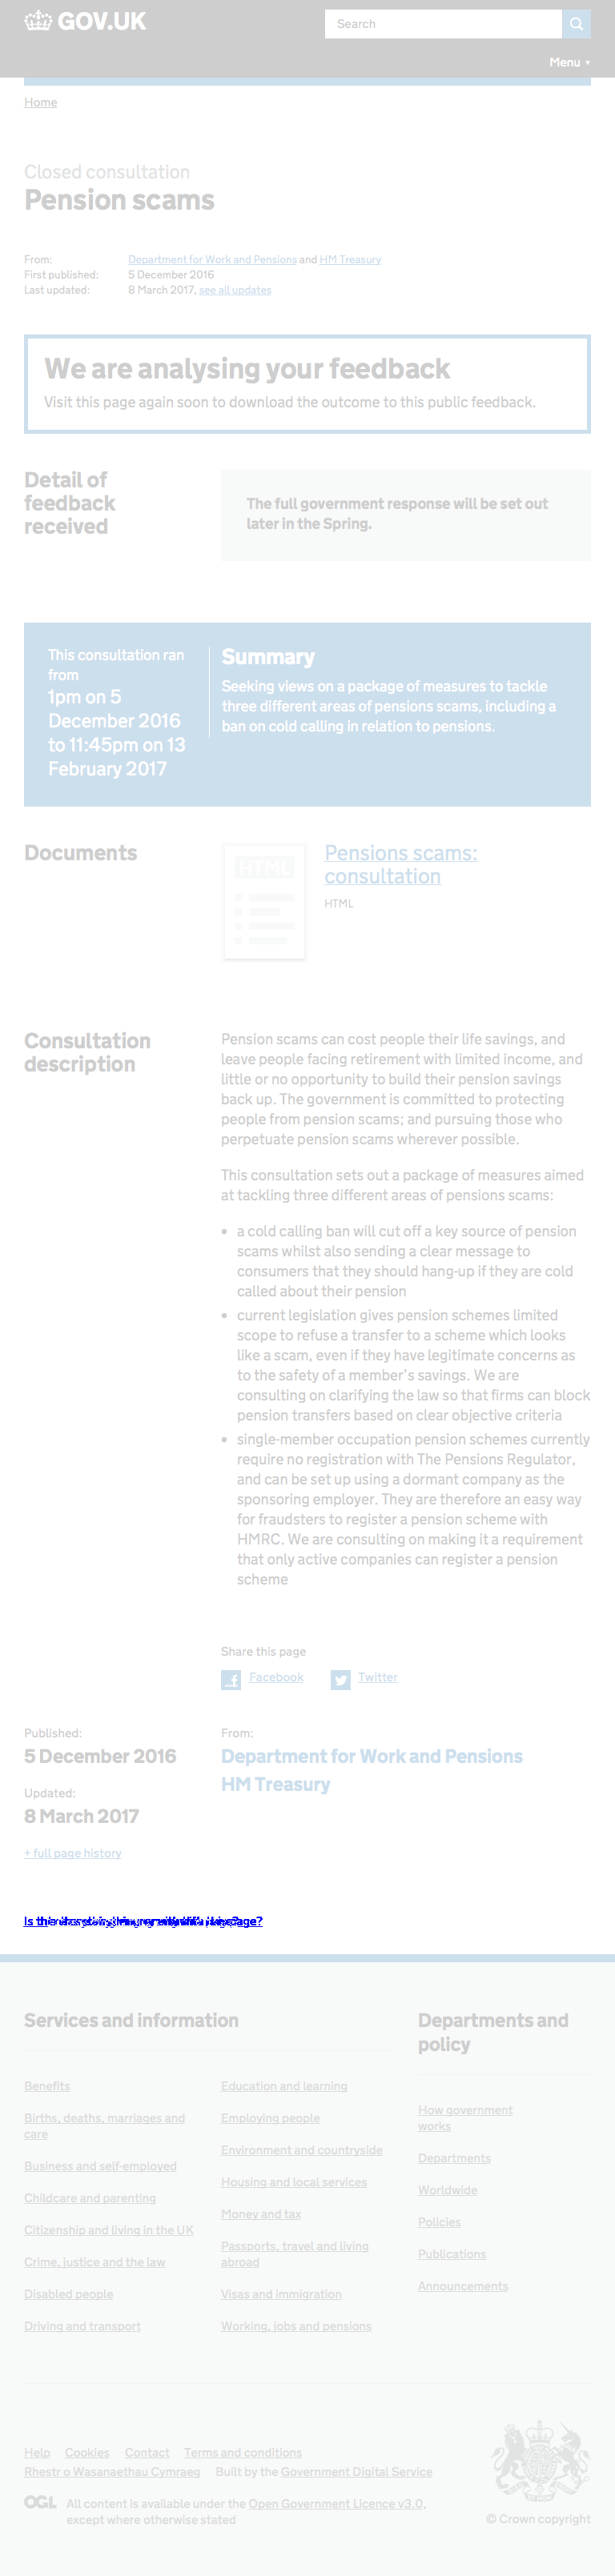 GOV.UK
Search
Menu ▼
Home
Closed consultation
Pension scams
From: Department for Work and Pensions and HM Treasury
First published: 5 December 2016
Last updated: 8 March 2017, see all updates
We are analysing your feedback
Visit this page again soon to download the outcome to this public feedback.
Detail of
feedback
received
The full government response will be set out
later in the Spring.
This consultation ran
from
1pm on 5
December 2016
to 11:45pm on 13
February 2017
Summary
Seeking views on a package of measures to tackle
three different areas of pensions scams, including a
ban on cold calling in relation to pensions.
Documents
HTML
Pensions scams:
consultation
HTML
Consultation
description
Pension scams can cost people their life savings, and
leave people facing retirement with limited income, and
little or no opportunity to build their pension savings
back up. The government is committed to protecting
people from pension scams; and pursuing those who
perpetuate pension scams wherever possible.
This consultation sets out a package of measures aimed
at tackling three different areas of pensions scams:
• a cold calling ban will cut off a key source of pension
scams whilst also sending a clear message to
consumers that they should hang-up if they are cold
called about their pension
• current legislation gives pension schemes limited
scope to refuse a transfer to a scheme which looks
like a scam, even if they have legitimate concerns as
to the safety of a member's savings. We are
consulting on clarifying the law so that firms can block
pension transfers based on clear objective criteria
• single-member occupation pension schemes currently
require no registration with The Pensions Regulator,
and can be set up using a dormant company as the
sponsoring employer. They are therefore an easy way
for fraudsters to register a pension scheme with
HMRC. We are consulting on making it a requirement
that only active companies can register a pension
scheme
Share this page
Facebook Twitter
Published:
5 December 2016
Updated:
8 March 2017
+ full page history
From:
Department for Work and Pensions
HM Treasury
Services and information
Benefits
Births, deaths, marriages and
care
Business and self-employed
Childcare and parenting
Citizenship and living in the UK
Crime, justice and the law
Disabled people
Driving and transport
Education and learning
Employing people
Environment and countryside
Housing and local services
Money and tax
Passports, travel and living
abroad
Visas and immigration
Working, jobs and pensions
Departments and
policy
How government
works
Departments
Worldwide
Policies
Publications
Announcements
Help Cookies Contact Terms and conditions
Rhestr o Wasanaethau Cymraeg Built by the Government Digital Service
OGL All content is available under the Open Government Licence v3.0,
except where otherwise stated
© Crown copyright